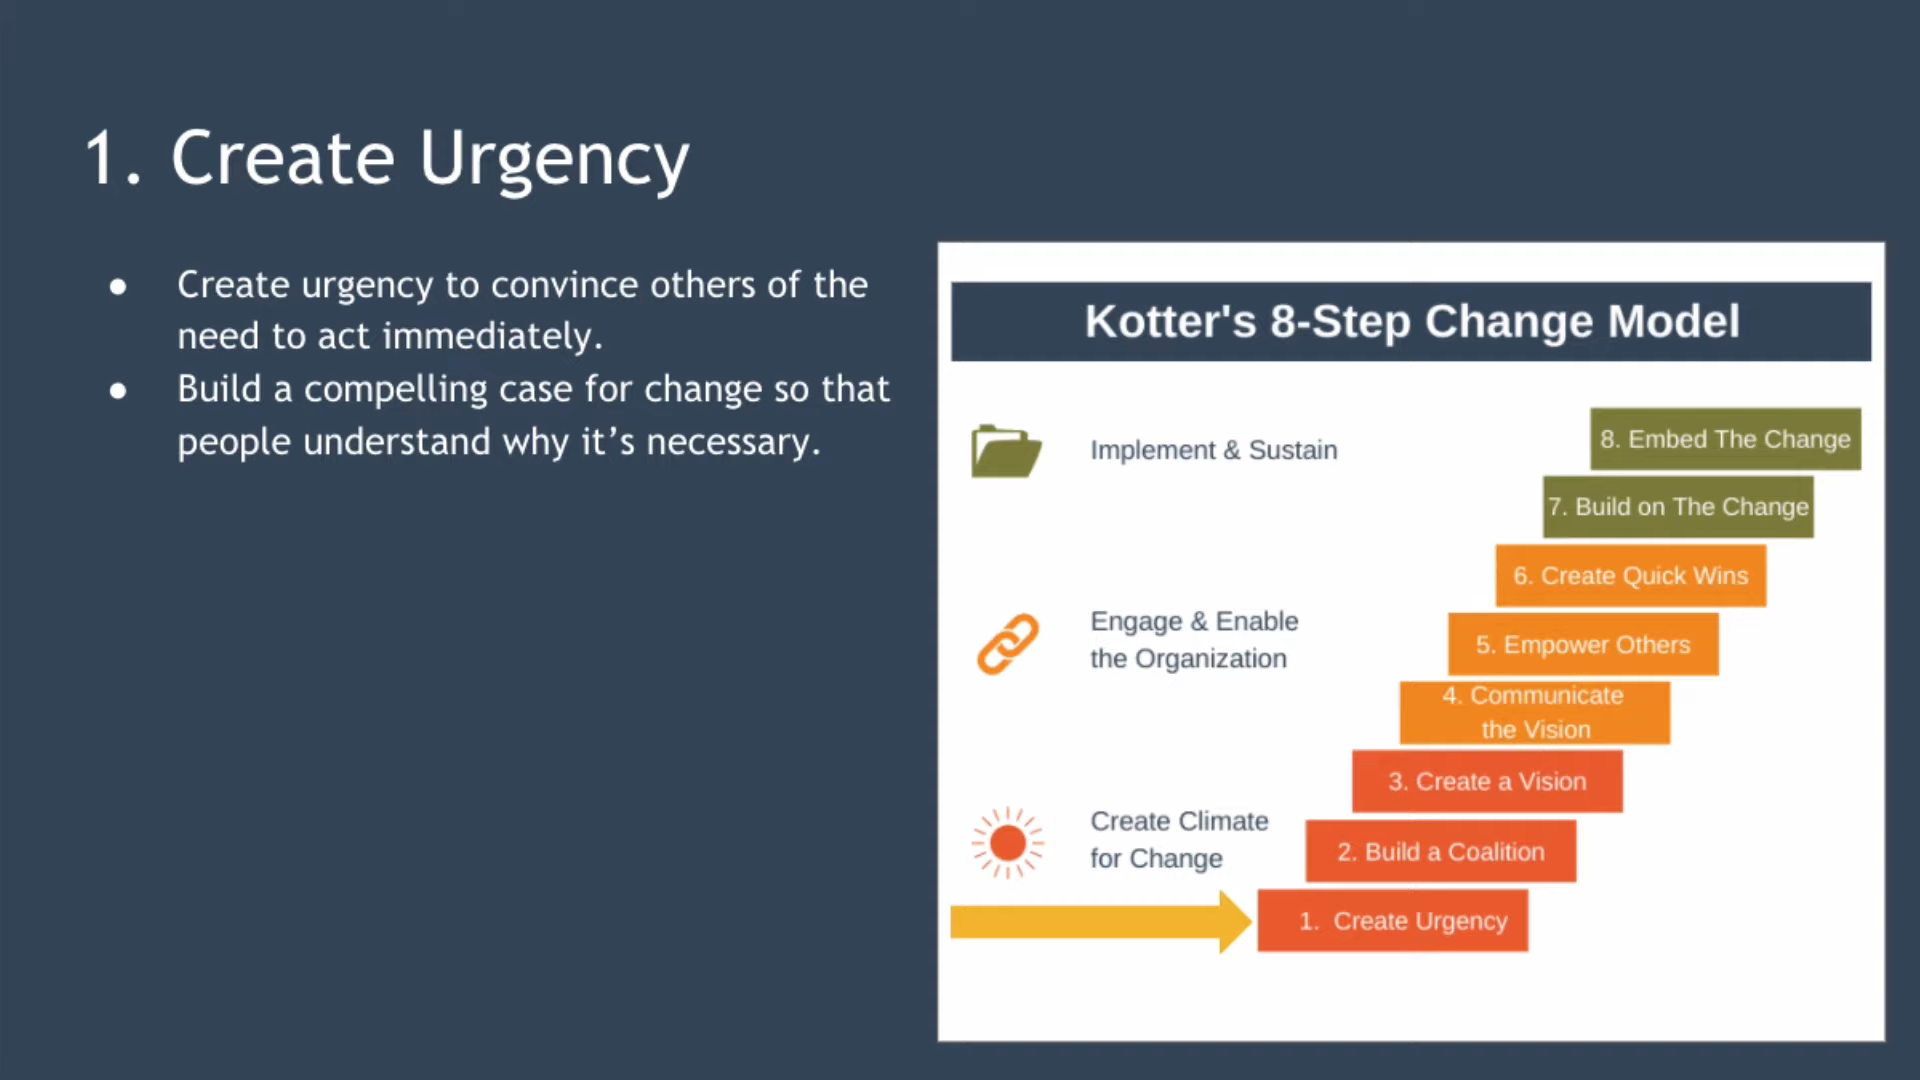 1. Create Urgency
● Create urgency to convince others of the
need to act immediately.
● Build a compelling case for change so that
people understand why it’s necessary.
Kotter's 8-Step Change Model
Implement & Sustain
8. Embed The Change
7. Build on The Change
6. Create Quick Wins
Engage & Enable
the Organization
5. Empower Others
4. Communicate
the Vision
3. Create a Vision
Create Climate
for Change
2. Build a Coalition
1. Create Urgency